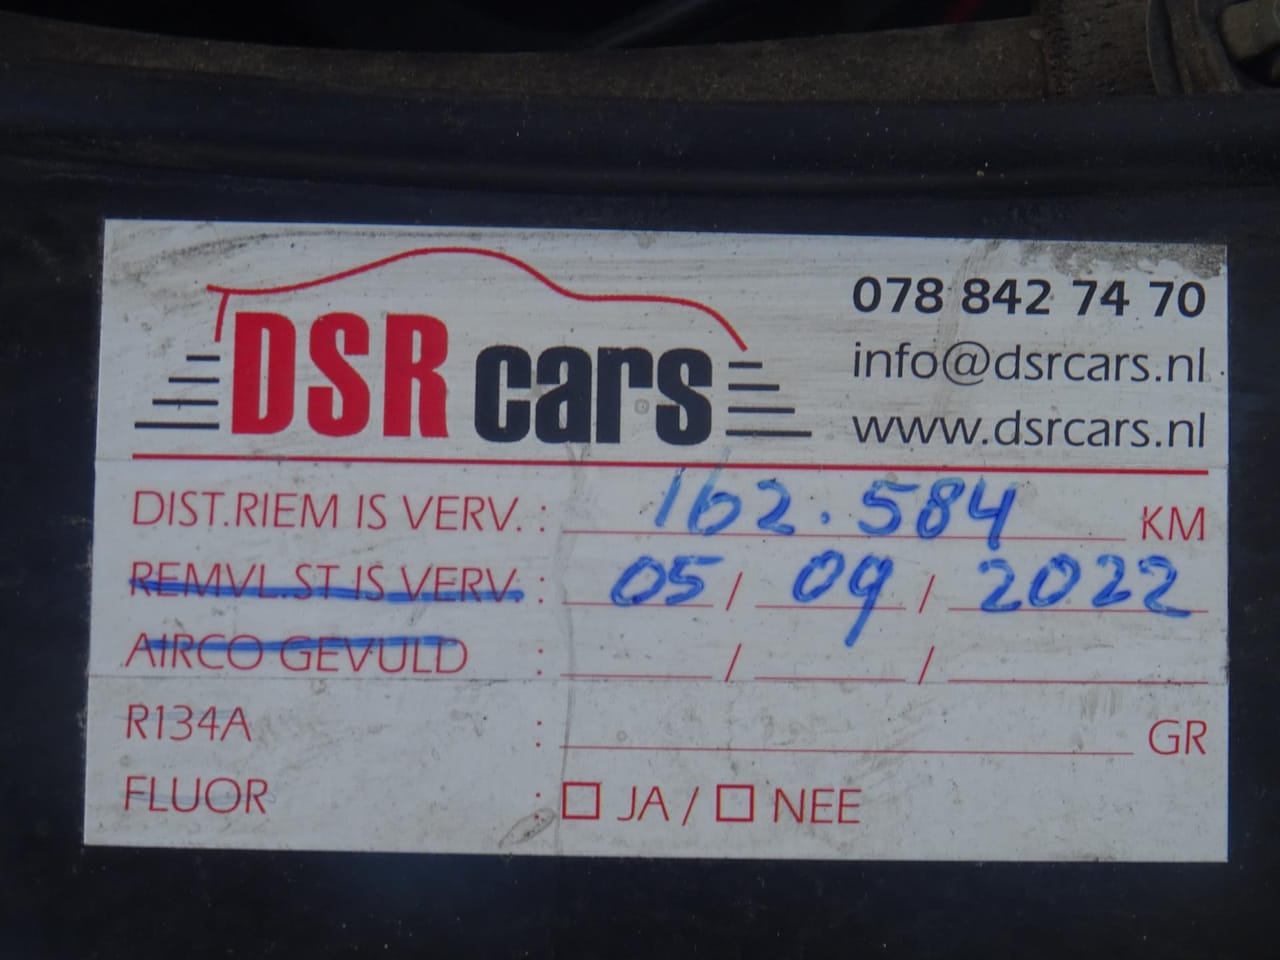 DSR cars
078 842 74 70
info@dsrcars.nl
www.dsrcars.nl
DIST.RIEM IS VERV. : 162.584 KM
REMVL.ST IS VERV. : 05 / 09 / 2022
AIRCO GEVULD : / /
R134A : GR
FLUOR : □ JA / □ NEE